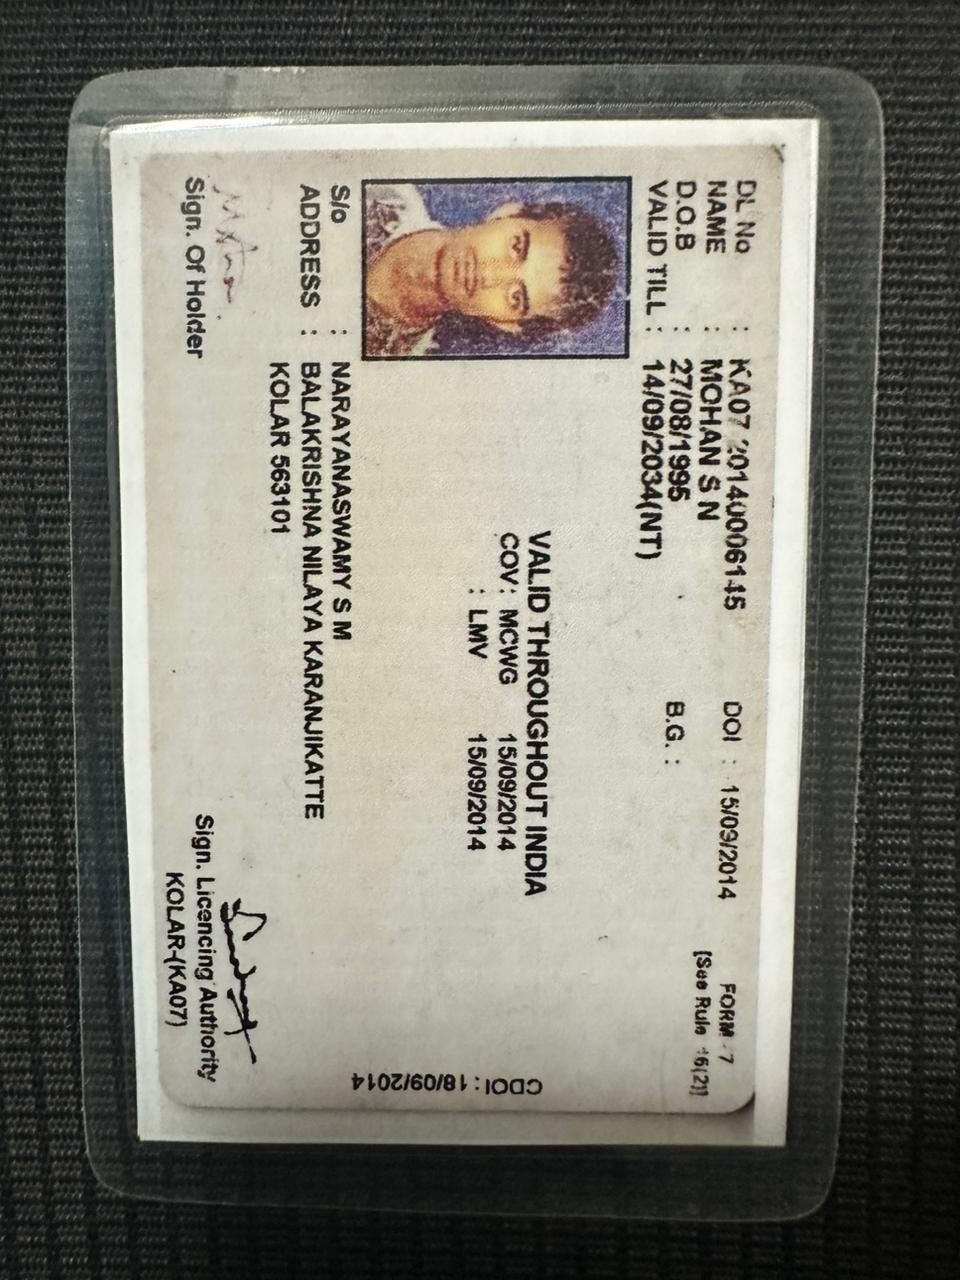 DL No : KA07 20140006145 DOI : 15/09/2014 FORM - 7
NAME : MOHAN S N [See Rule 16(2)]
D.O.B : 27/08/1995 B.G. :
VALID TILL : 14/09/2034(NT)
VALID THROUGHOUT INDIA
COV : MCWG 15/09/2014
: LMV 15/09/2014
CDOI : 18/09/2014
S/o : NARAYANASWAMY S M
ADDRESS : BALAKRISHNA NILAYA KARANJIKATTE
KOLAR 563101
Sign. Of Holder
Sign. Licencing Authority
KOLAR-(KA07)